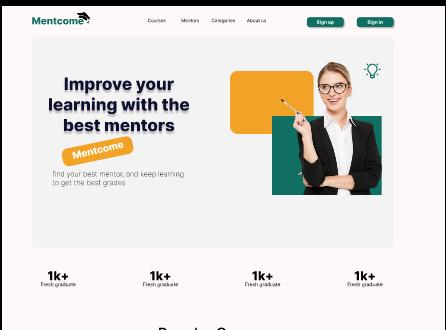 Mentcome
Courses Mentors Categories About us
Sign up Sign in
Improve your
learning with the
best mentors
Mentcome
find your best mentor, and keep learning
to get the best grades
1k+ 1k+ 1k+ 1k+
Fresh graduate Fresh graduate Fresh graduate Fresh graduate